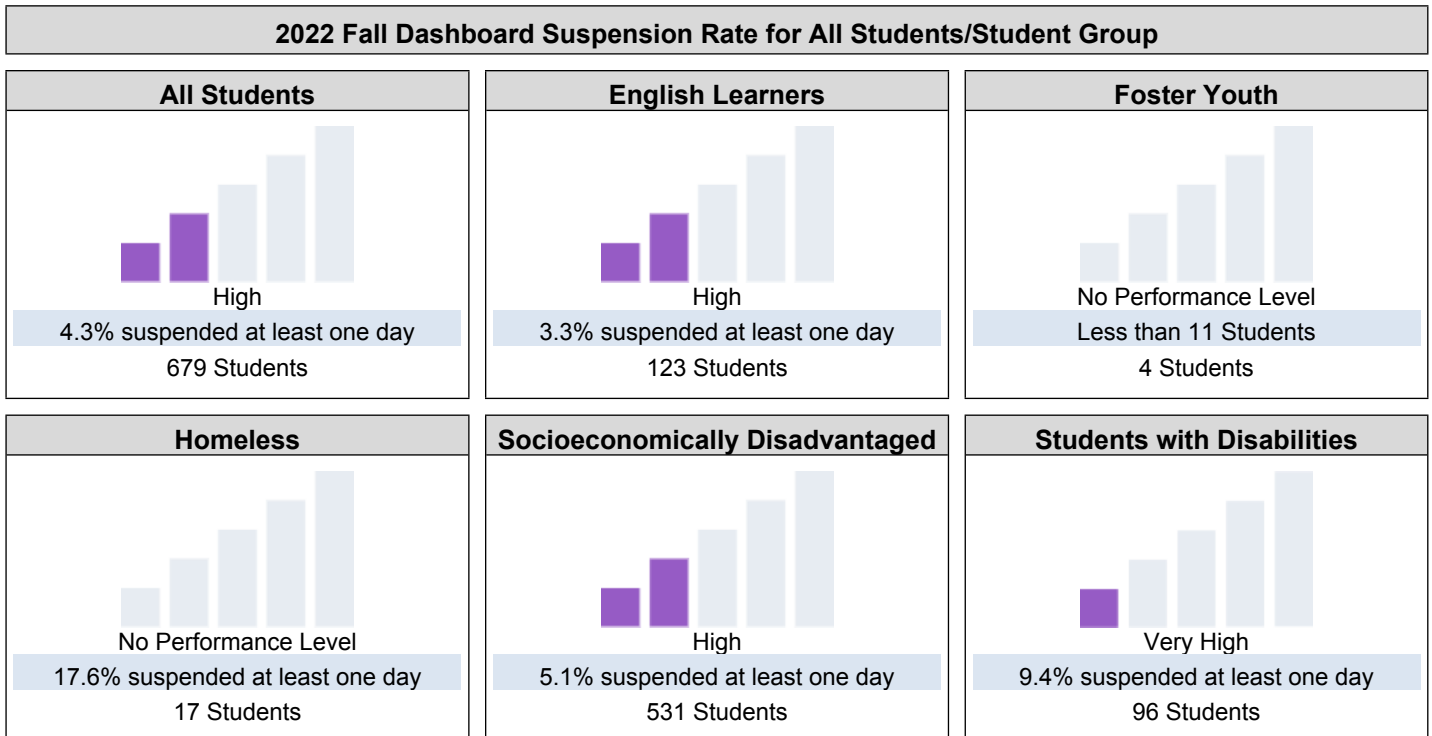 2022 Fall Dashboard Suspension Rate for All Students/Student Group
All Students
High
4.3% suspended at least one day
679 Students
English Learners
High
3.3% suspended at least one day
123 Students
Foster Youth
No Performance Level
Less than 11 Students
4 Students
Homeless
No Performance Level
17.6% suspended at least one day
17 Students
Socioeconomically Disadvantaged
High
5.1% suspended at least one day
531 Students
Students with Disabilities
Very High
9.4% suspended at least one day
96 Students